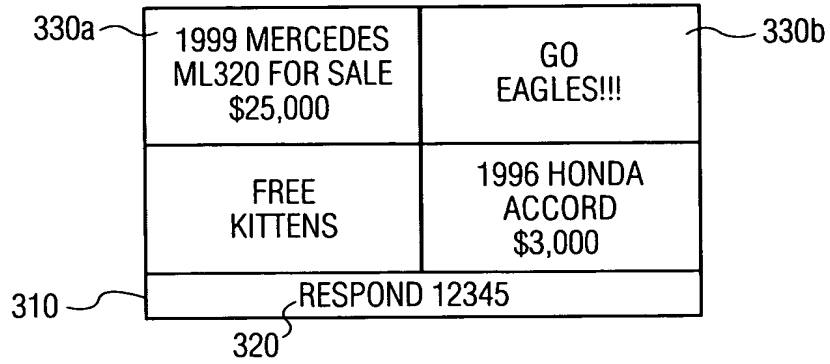 330a
1999 MERCEDES
ML320 FOR SALE
$25,000
GO
EAGLES!!!
330b
FREE
KITTENS
1996 HONDA
ACCORD
$3,000
310
RESPOND 12345
320